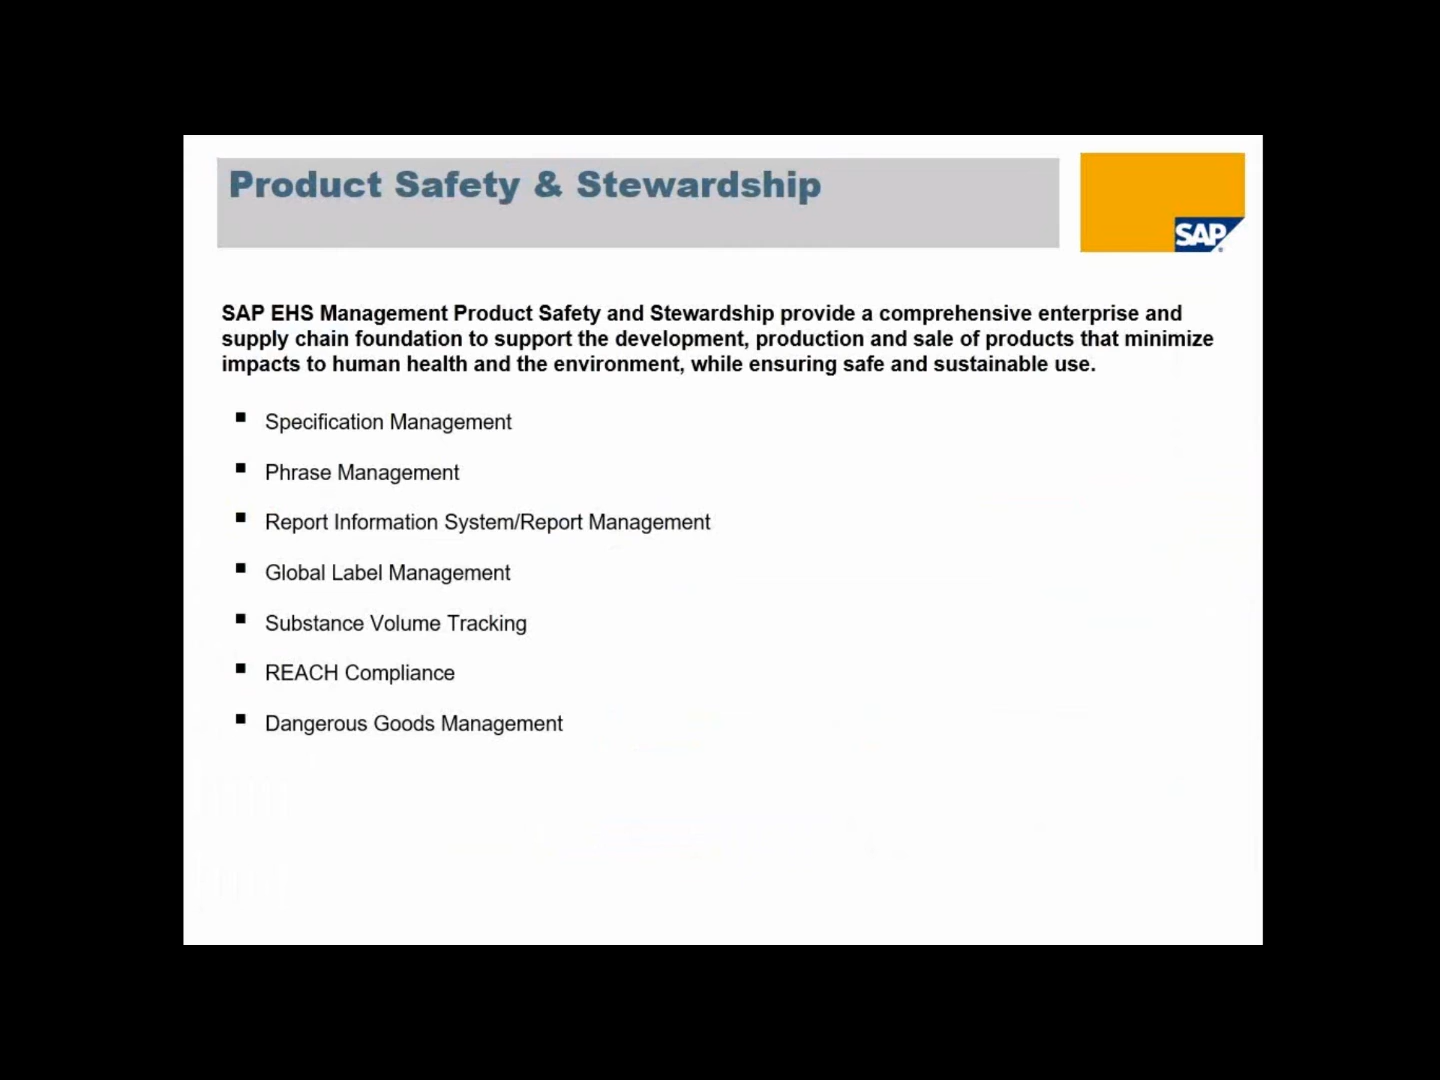 Product Safety & Stewardship
SAP
SAP EHS Management Product Safety and Stewardship provide a comprehensive enterprise and
supply chain foundation to support the development, production and sale of products that minimize
impacts to human health and the environment, while ensuring safe and sustainable use.
Specification Management
Phrase Management
Report Information System/Report Management
Global Label Management
Substance Volume Tracking
REACH Compliance
Dangerous Goods Management